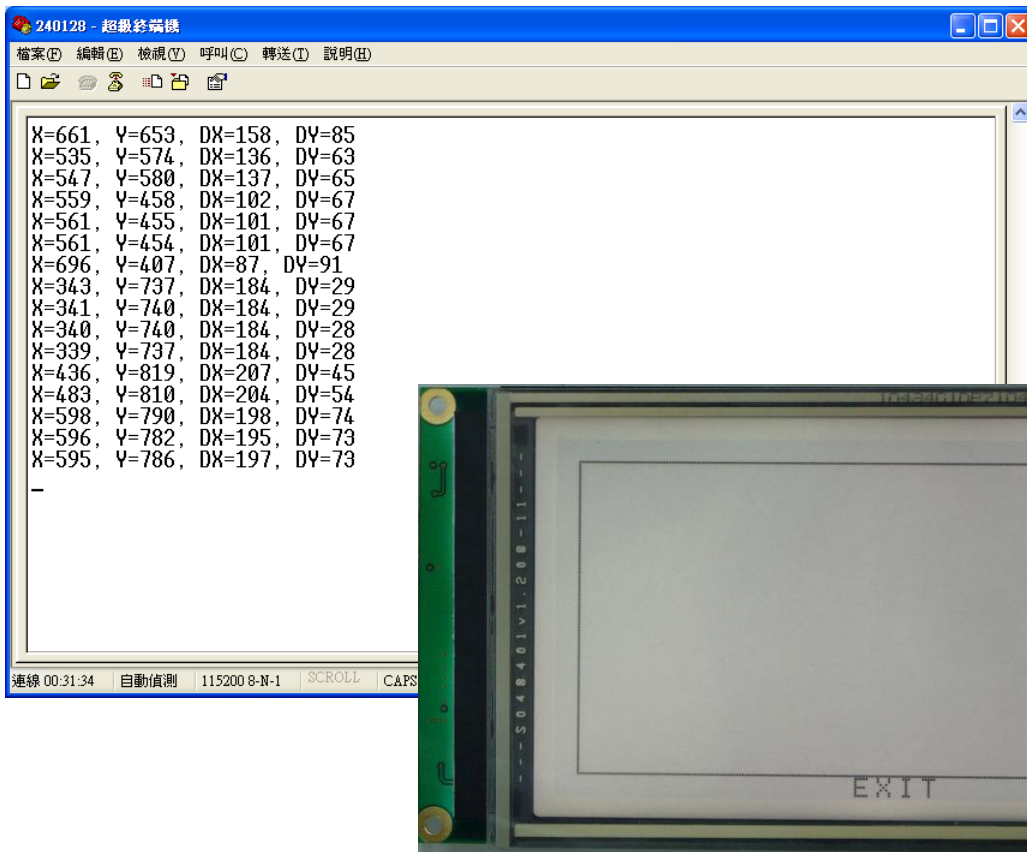 240128 - 超級終端機
檔案(F) 編輯(E) 檢視(V) 呼叫(C) 轉送(T) 說明(H)
X=661, Y=653, DX=158, DY=85
X=535, Y=574, DX=136, DY=63
X=547, Y=580, DX=137, DY=65
X=559, Y=458, DX=102, DY=67
X=561, Y=455, DX=101, DY=67
X=561, Y=454, DX=101, DY=67
X=696, Y=407, DX=87, DY=91
X=343, Y=737, DX=184, DY=29
X=341, Y=740, DX=184, DY=29
X=340, Y=740, DX=184, DY=28
X=339, Y=737, DX=184, DY=28
X=436, Y=819, DX=207, DY=45
X=483, Y=810, DX=204, DY=54
X=598, Y=790, DX=198, DY=74
X=596, Y=782, DX=195, DY=73
X=595, Y=786, DX=197, DY=73
_
連線 00:31:34 自動偵測 115200 8-N-1 SCROLL CAPS
---S048401v1.208-11---
EXIT